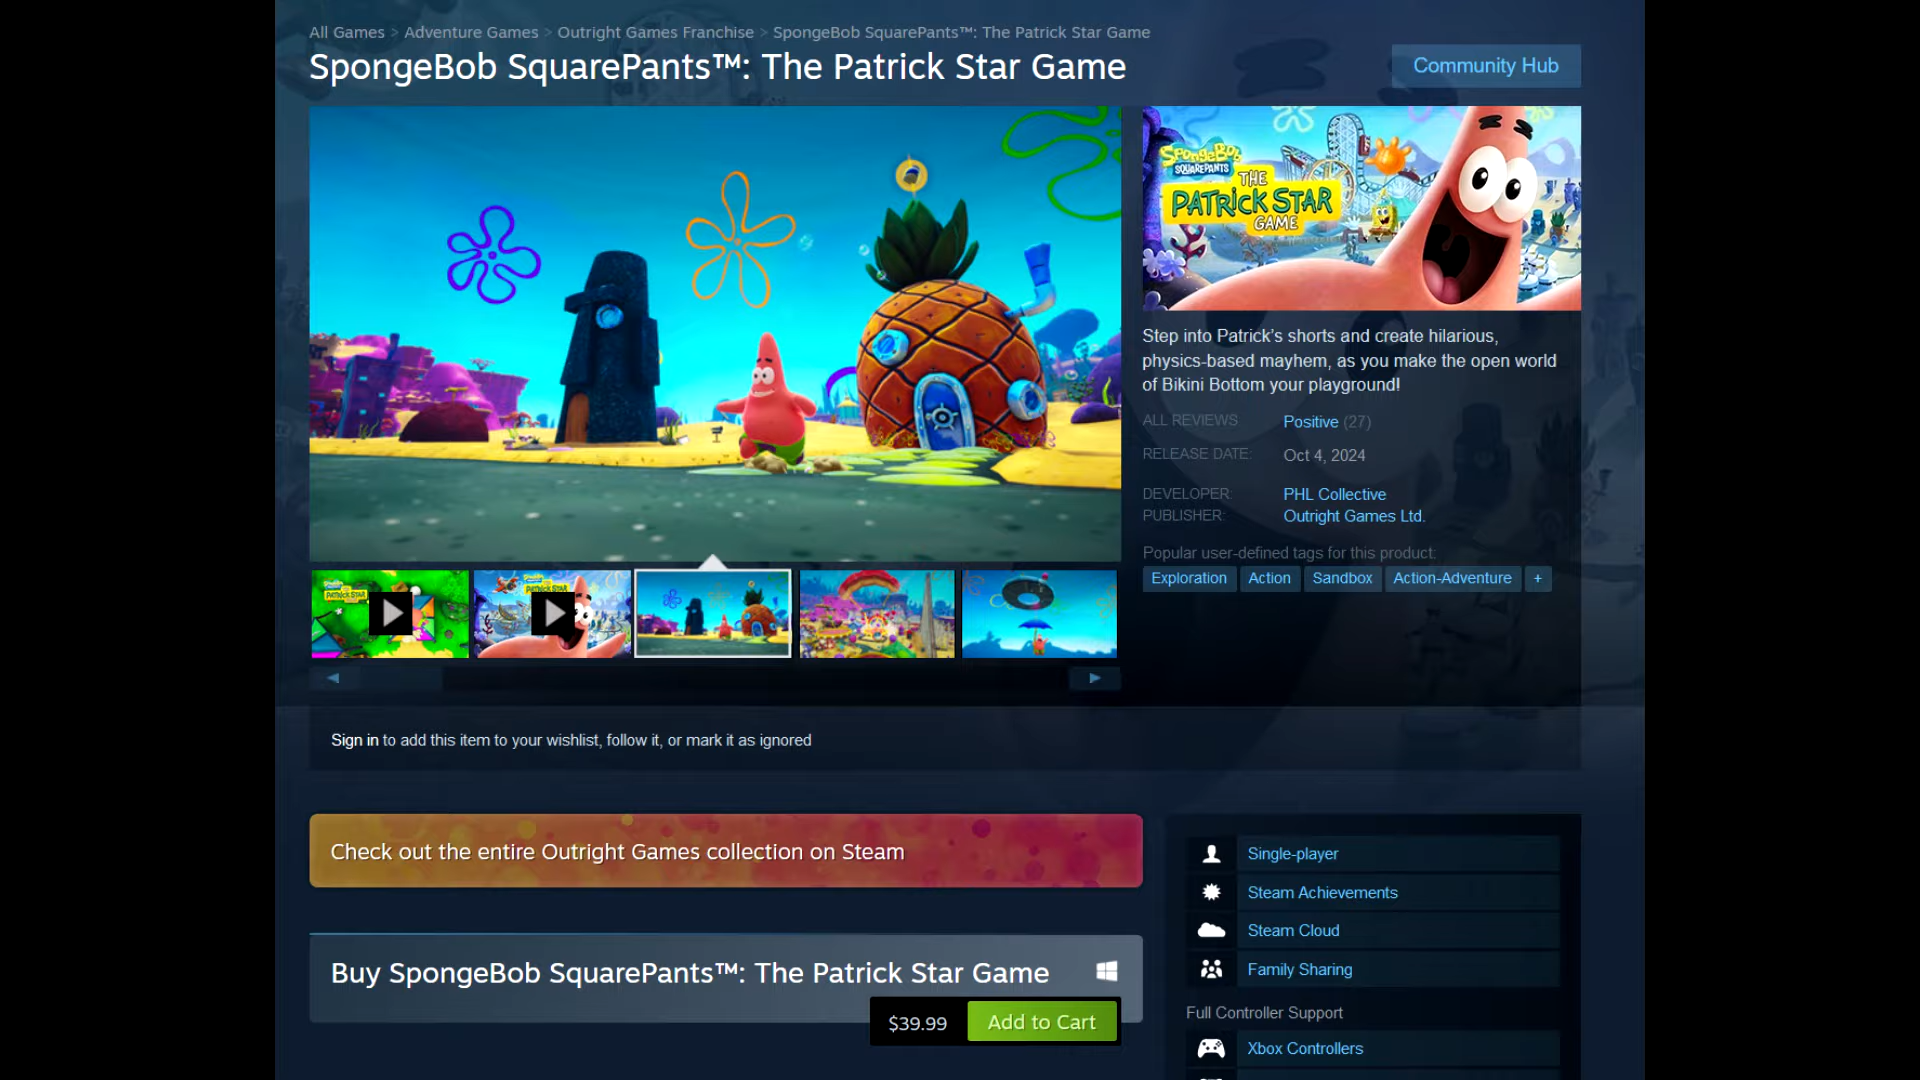 All Games > Adventure Games > Outright Games Franchise > SpongeBob SquarePants™: The Patrick Star Game
SpongeBob SquarePants™: The Patrick Star Game
Community Hub
SpongeBob
SQUAREPANTS
THE
PATRICK STAR
GAME
Step into Patrick's shorts and create hilarious,
physics-based mayhem, as you make the open world
of Bikini Bottom your playground!
ALL REVIEWS
Positive (27)
RELEASE DATE:
Oct 4, 2024
DEVELOPER:
PHL Collective
PUBLISHER:
Outright Games Ltd.
Popular user-defined tags for this product:
Exploration
Action
Sandbox
Action-Adventure
+
PATRICK STAR
PATRICK STAR
Sign in to add this item to your wishlist, follow it, or mark it as ignored
Check out the entire Outright Games collection on Steam
Buy SpongeBob SquarePants™: The Patrick Star Game
$39.99
Add to Cart
Single-player
Steam Achievements
Steam Cloud
Family Sharing
Full Controller Support
Xbox Controllers